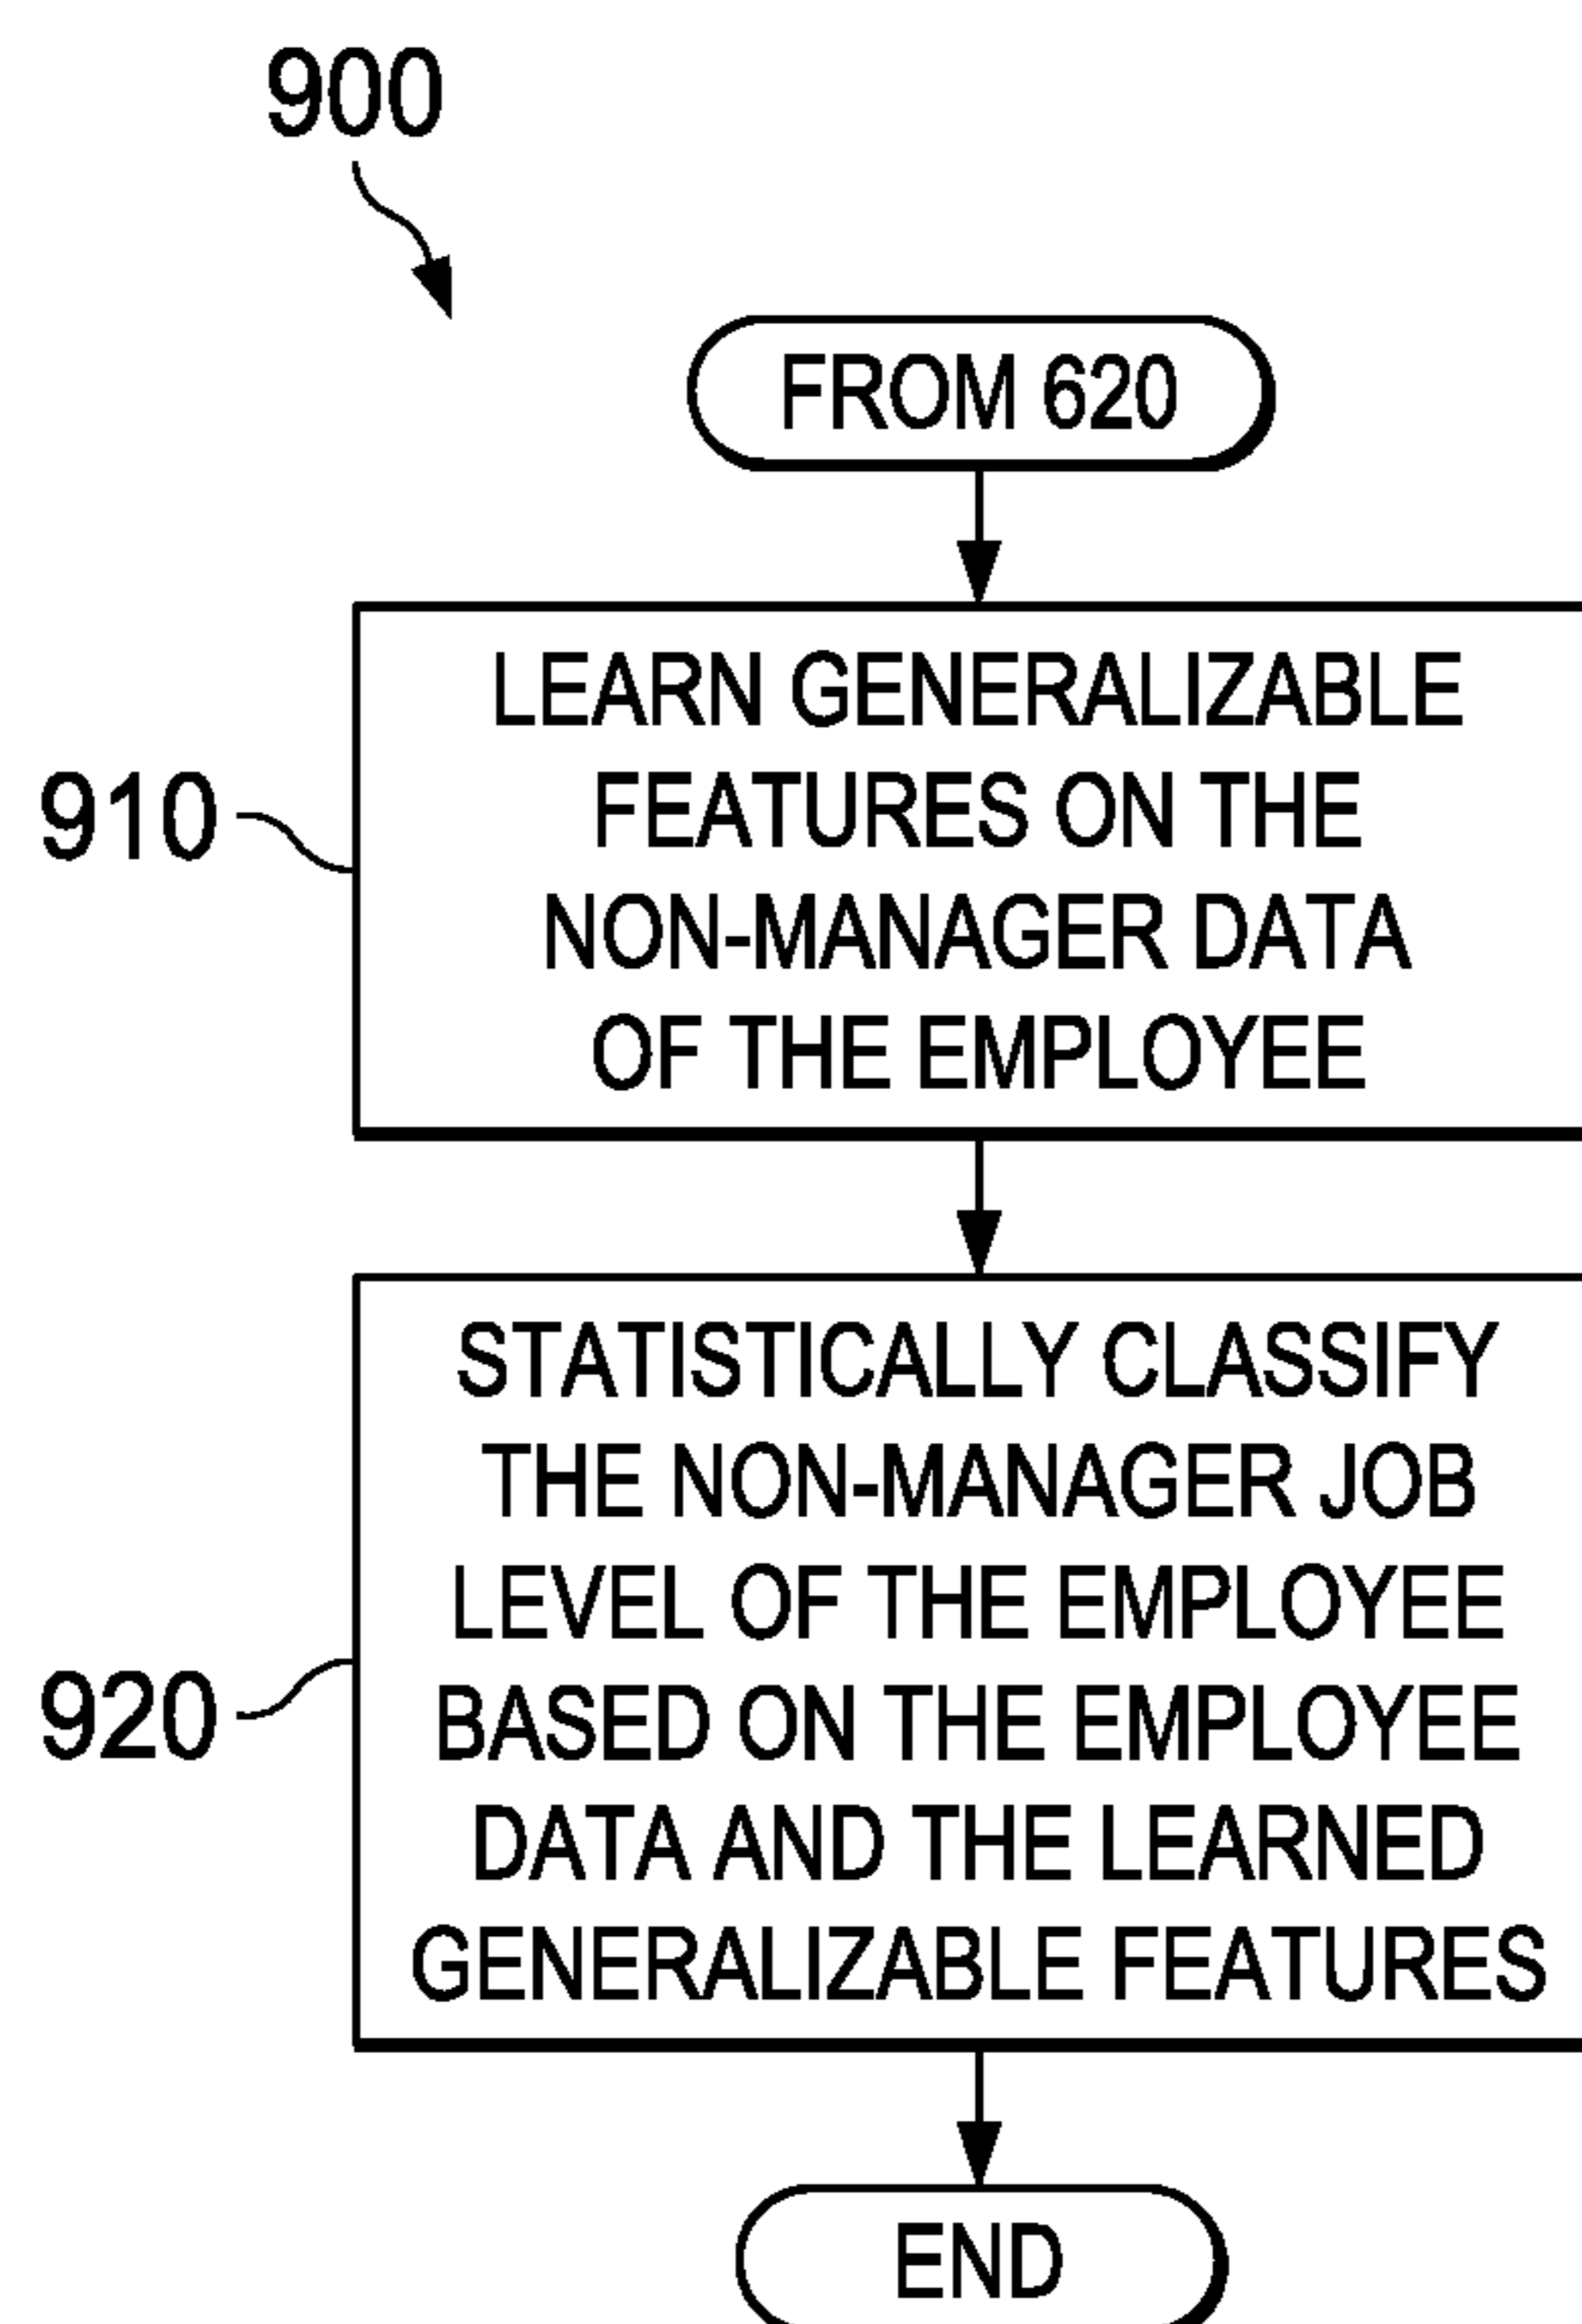 900
FROM 620
LEARN GENERALIZABLE
FEATURES ON THE
NON-MANAGER DATA
OF THE EMPLOYEE
910
STATISTICALLY CLASSIFY
THE NON-MANAGER JOB
LEVEL OF THE EMPLOYEE
BASED ON THE EMPLOYEE
DATA AND THE LEARNED
GENERALIZABLE FEATURES
920
END